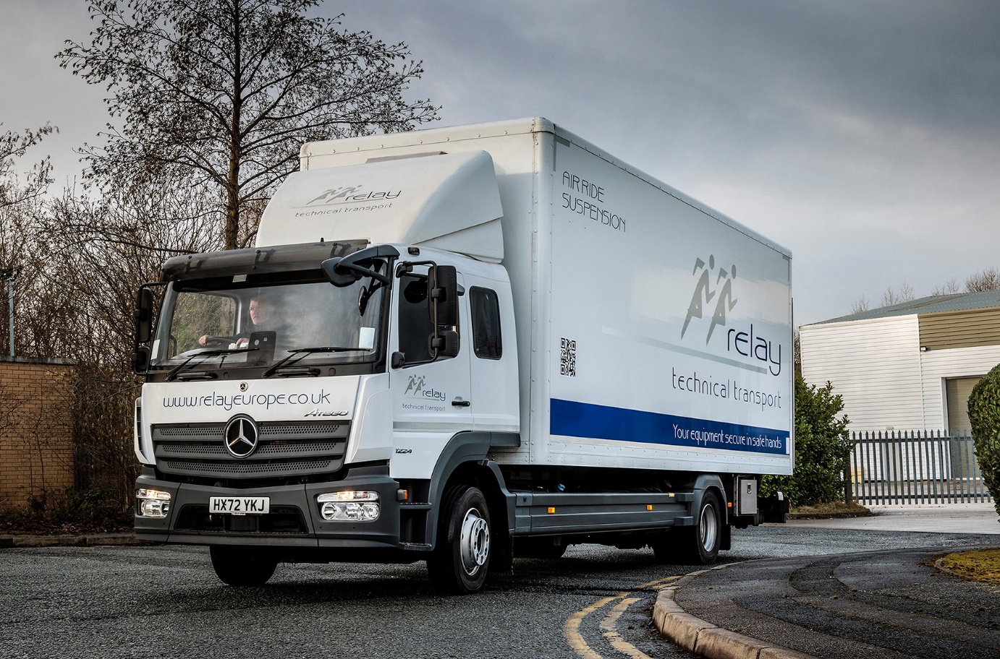 relay
technical transport
AIR RIDE
SUSPENSION
relay
technical transport
Your equipment secure in safe hands
www.relayeurope.co.uk
ATEGO
relay
technical transport
1224
HX72 YKJ